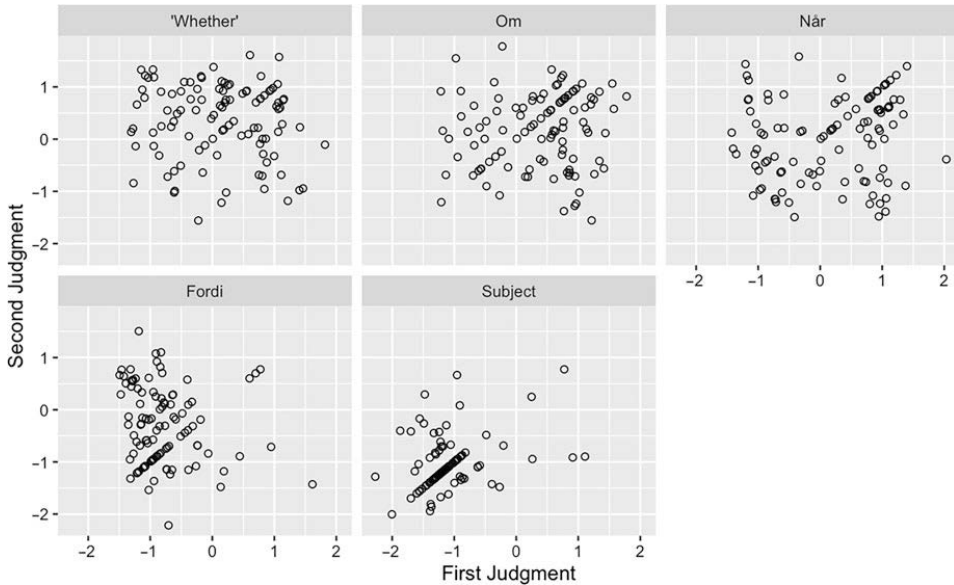 'Whether'
Om
Når
1
0
−1
−2
−2 −1 0 1 2
Fordi
Subject
1
0
−1
−2
−2 −1 0 1 2
−2 −1 0 1 2
Second Judgment
First Judgment